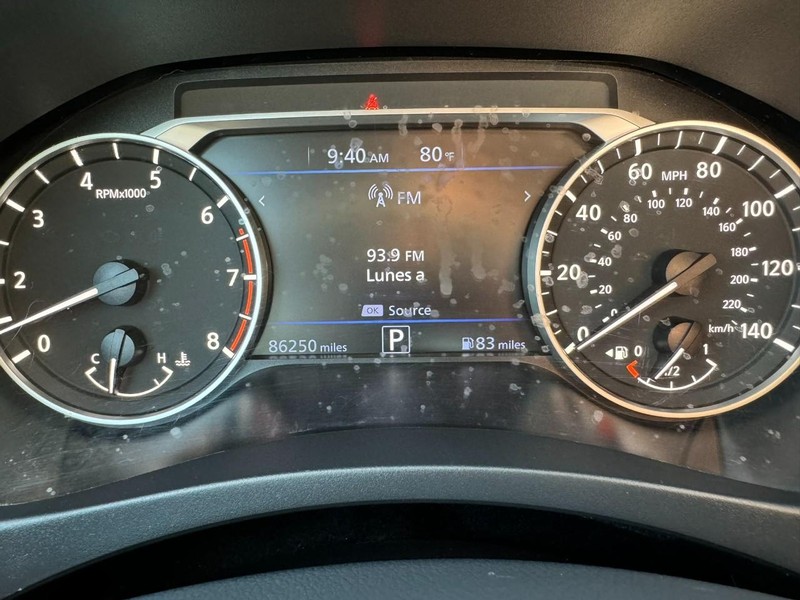 9:40 AM 80°F
< FM >
93.9 FM
Lunes a
OK Source
86250 miles P 83 miles
RPMx1000
0 2 3 4 5 6 7 8
C H
MPH
0 20 40 60 80 100 120 140
20 40 60 80 100 120 140 160 180 200 220
km/h
0 1/2 1